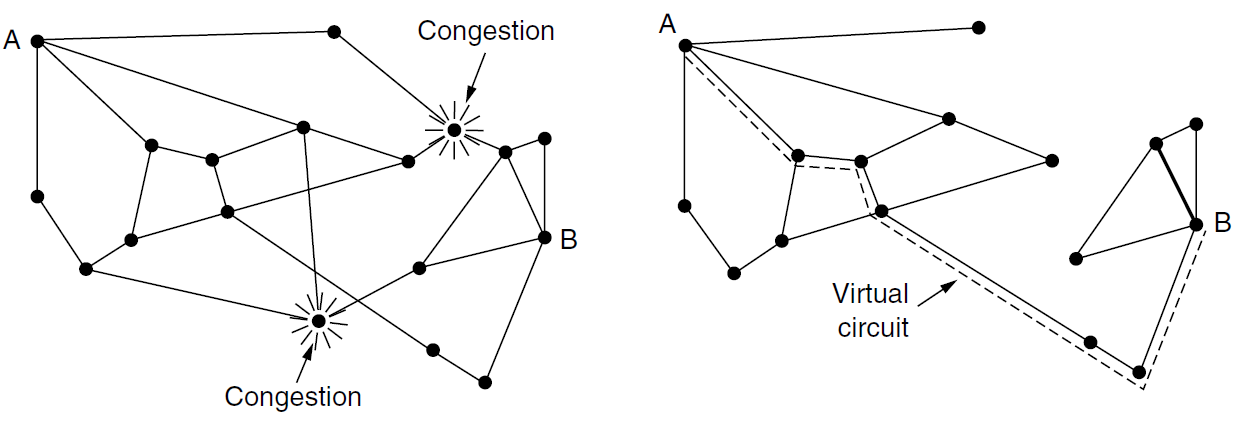 A
Congestion
B
Congestion
A
B
Virtual
circuit